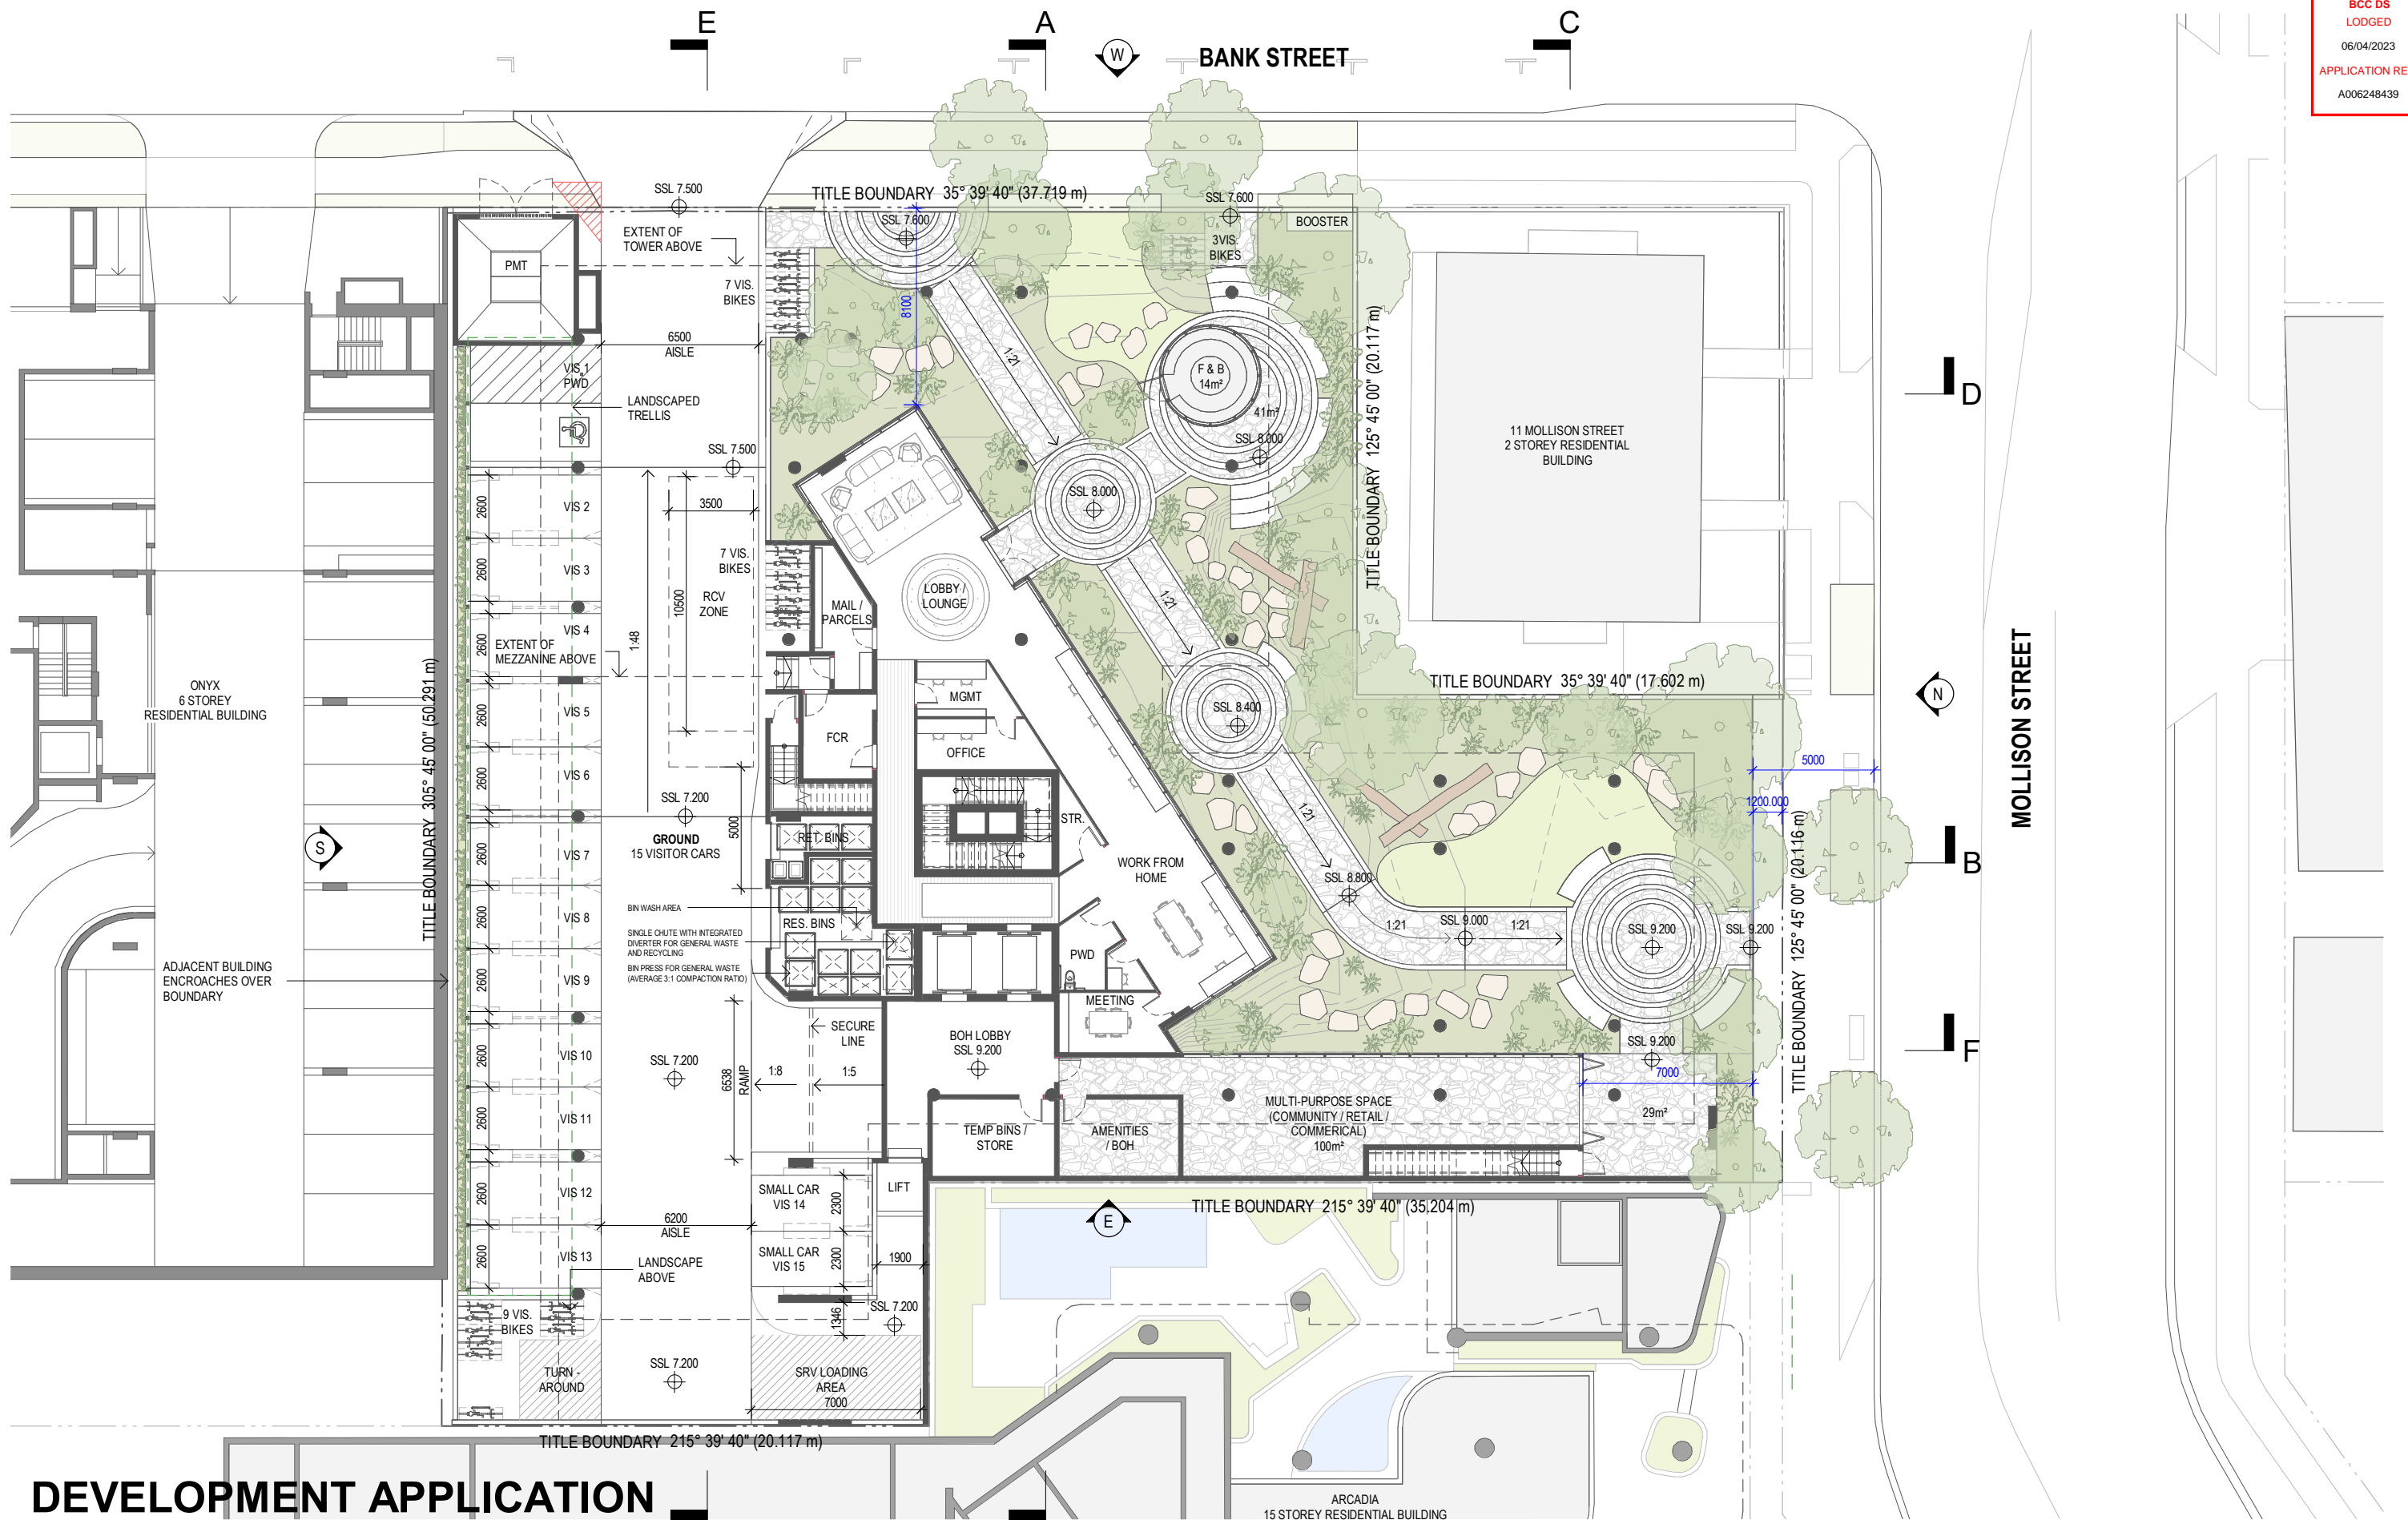 E
A
C
BCC DS
LODGED
06/04/2023
APPLICATION RE
A006248439
W
BANK STREET
SSL 7.500
TITLE BOUNDARY 35° 39' 40" (37.719 m)
SSL 7.600
SSL 7.600
BOOSTER
EXTENT OF
TOWER ABOVE
3VIS.
BIKES
PMT
7 VIS.
BIKES
8100
6500
AISLE
1:21
VIS 1
PWD
F & B
14m²
41m²
TITLE BOUNDARY 125° 45' 00" (20.117 m)
LANDSCAPED
TRELLIS
D
11 MOLLISON STREET
2 STOREY RESIDENTIAL
BUILDING
SSL 7.500
SSL 8.000
SSL 8.000
3500
2600
VIS 2
2600
VIS 3
7 VIS.
BIKES
10500
RCV
ZONE
LOBBY /
LOUNGE
MAIL /
PARCELS
1:21
2600
VIS 4
1:48
EXTENT OF
MEZZANINE ABOVE
ONYX
6 STOREY
RESIDENTIAL BUILDING
TITLE BOUNDARY 305° 45' 00" (50.291 m)
MGMT
TITLE BOUNDARY 35° 39' 40" (17.602 m)
N
MOLLISON STREET
2600
VIS 5
SSL 8.400
FCR
OFFICE
2600
VIS 6
5000
1200.000
SSL 7.200
1:21
GROUND
15 VISITOR CARS
5000
RET. BINS
STR.
S
2600
VIS 7
WORK FROM
HOME
B
SSL 8.800
2600
VIS 8
BIN WASH AREA
RES. BINS
1:21
SSL 9.000
1:21
SSL 9.200
SSL 9.200
SINGLE CHUTE WITH INTEGRATED
DIVERTER FOR GENERAL WASTE
AND RECYCLING
BIN PRESS FOR GENERAL WASTE
(AVERAGE 3:1 COMPACTION RATIO)
PWD
ADJACENT BUILDING
ENCROACHES OVER
BOUNDARY
2600
VIS 9
TITLE BOUNDARY 125° 45' 00" (20.116 m)
MEETING
SECURE
LINE
BOH LOBBY
SSL 9.200
SSL 9.200
F
2600
VIS 10
SSL 7.200
6538
RAMP
1:8
1:5
7000
2600
VIS 11
MULTI-PURPOSE SPACE
(COMMUNITY / RETAIL /
COMMERICAL)
100m²
29m²
TEMP BINS /
STORE
AMENITIES
/ BOH
2600
VIS 12
SMALL CAR
VIS 14
2300
LIFT
TITLE BOUNDARY 215° 39' 40" (35.204 m)
E
6200
AISLE
2600
VIS 13
SMALL CAR
VIS 15
2300
1900
LANDSCAPE
ABOVE
9 VIS.
BIKES
1346
SSL 7.200
TURN -
AROUND
SSL 7.200
SRV LOADING
AREA
7000
TITLE BOUNDARY 215° 39' 40" (20.117 m)
DEVELOPMENT APPLICATION
ARCADIA
15 STOREY RESIDENTIAL BUILDING